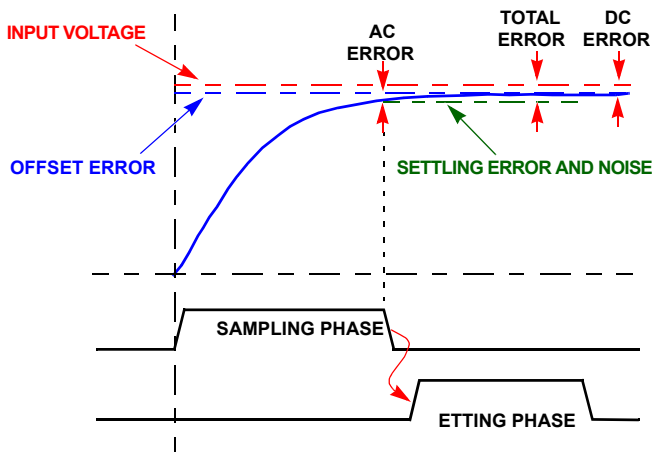 INPUT VOLTAGE
AC
ERROR
TOTAL
ERROR
DC
ERROR
OFFSET ERROR
SETTLING ERROR AND NOISE
SAMPLING PHASE
ETTING PHASE